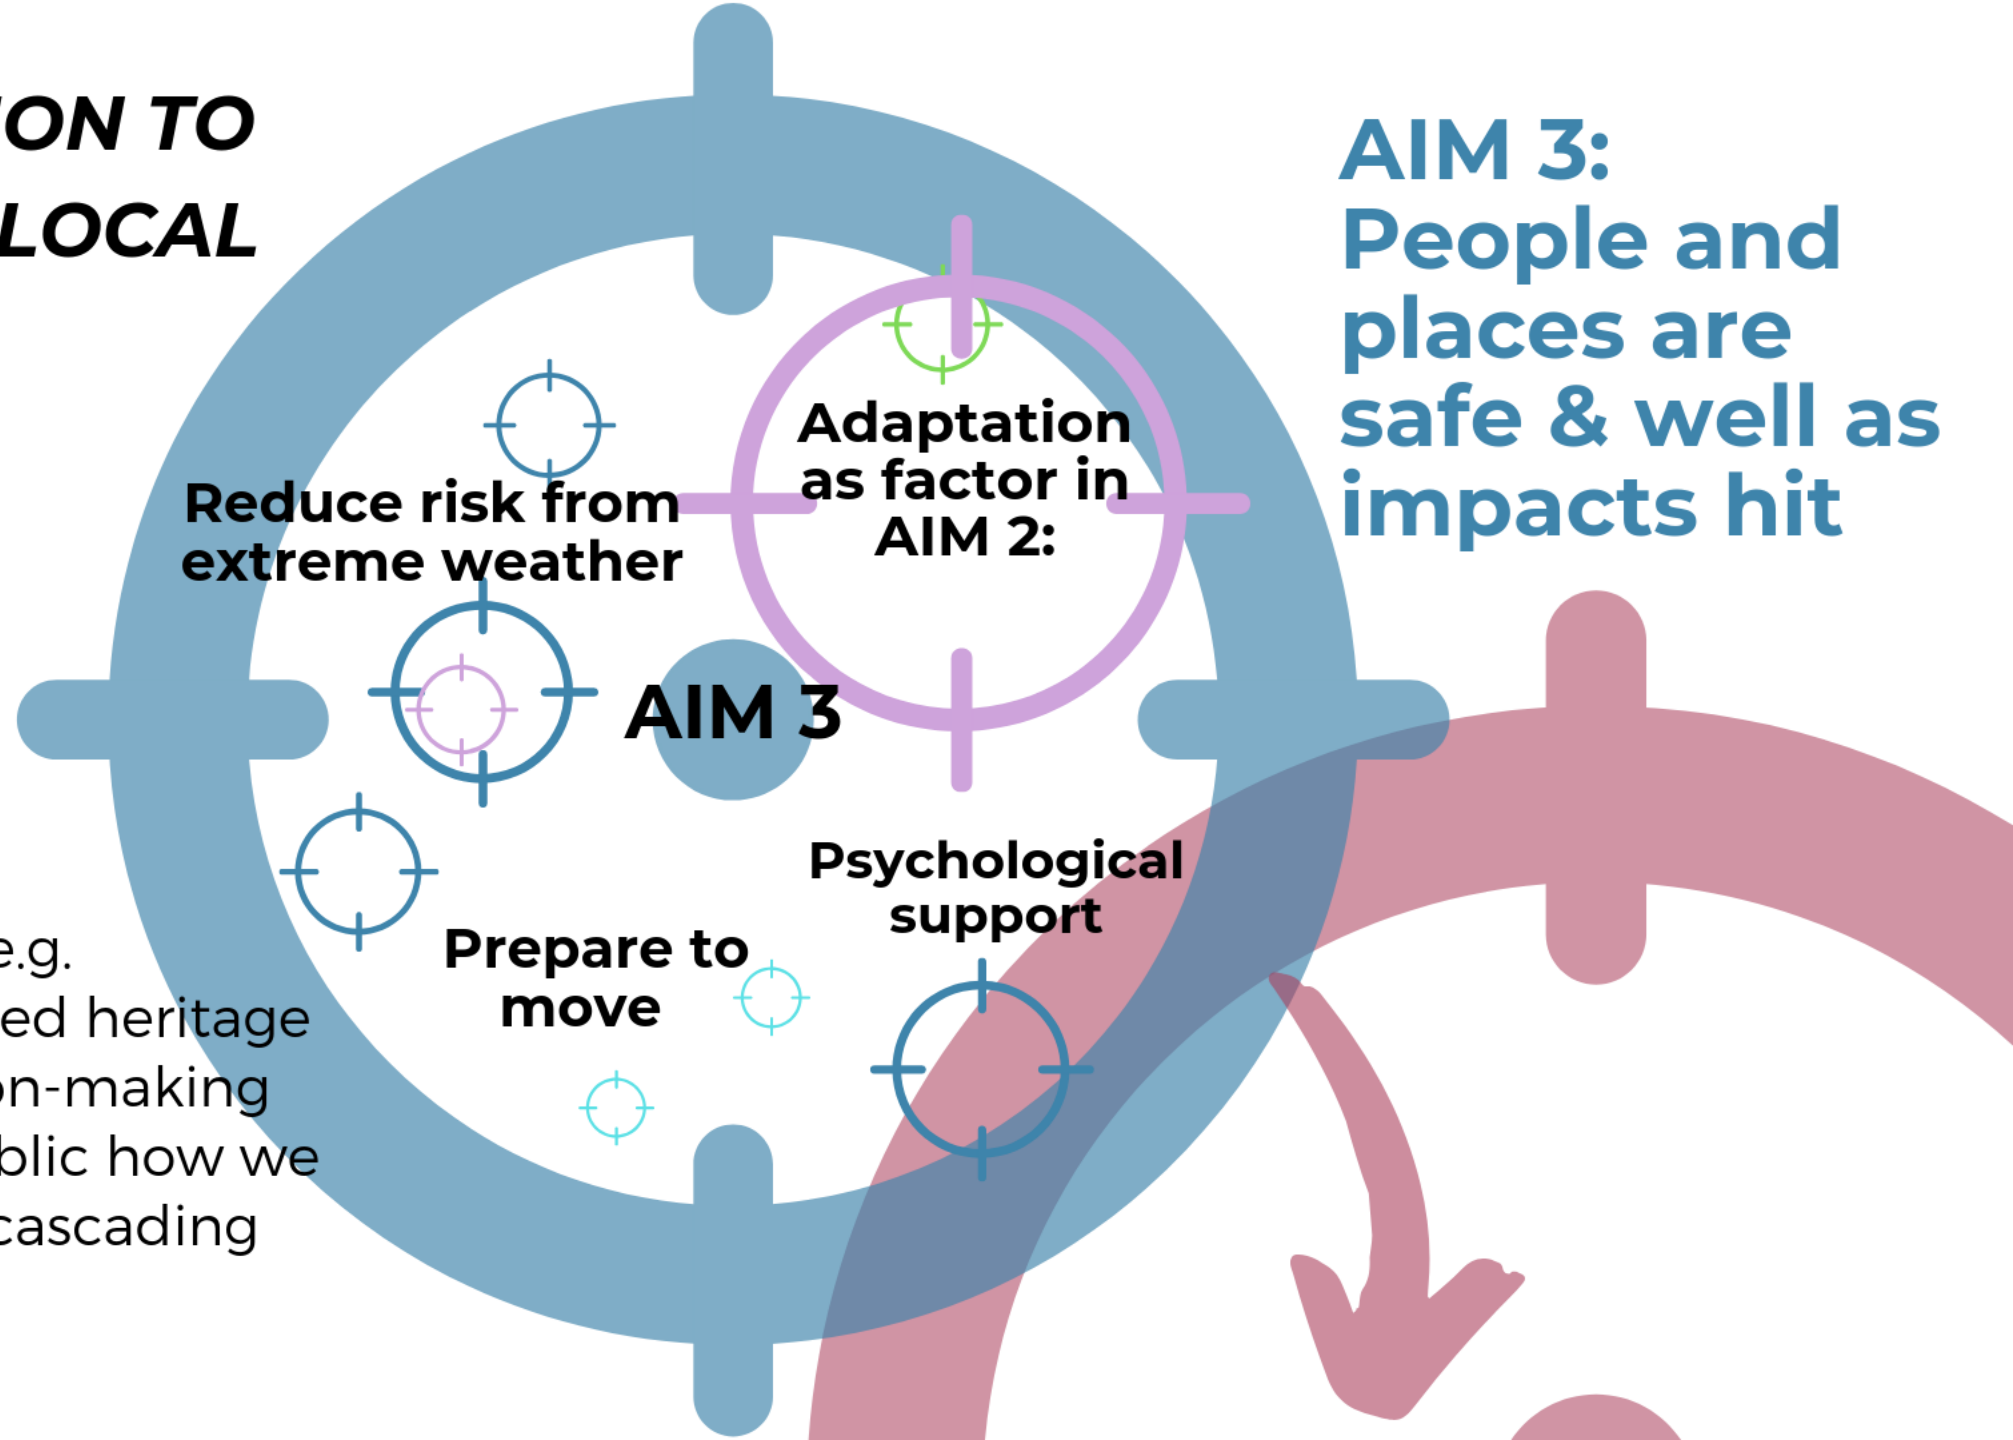 ON TO
LOCAL
AIM 3:
People and
places are
safe & well as
impacts hit
Adaptation
as factor in
AIM 2:
Reduce risk from
extreme weather
AIM 3
Psychological
support
Prepare to
move
e.g.
ed heritage
on-making
blic how we
cascading